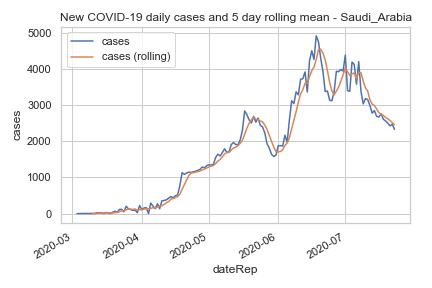 New COVID-19 daily cases and 5 day rolling mean - Saudi_Arabia
cases
cases (rolling)
5000
4000
3000
2000
1000
0
cases
2020-03
2020-04
2020-05
2020-06
2020-07
dateRep